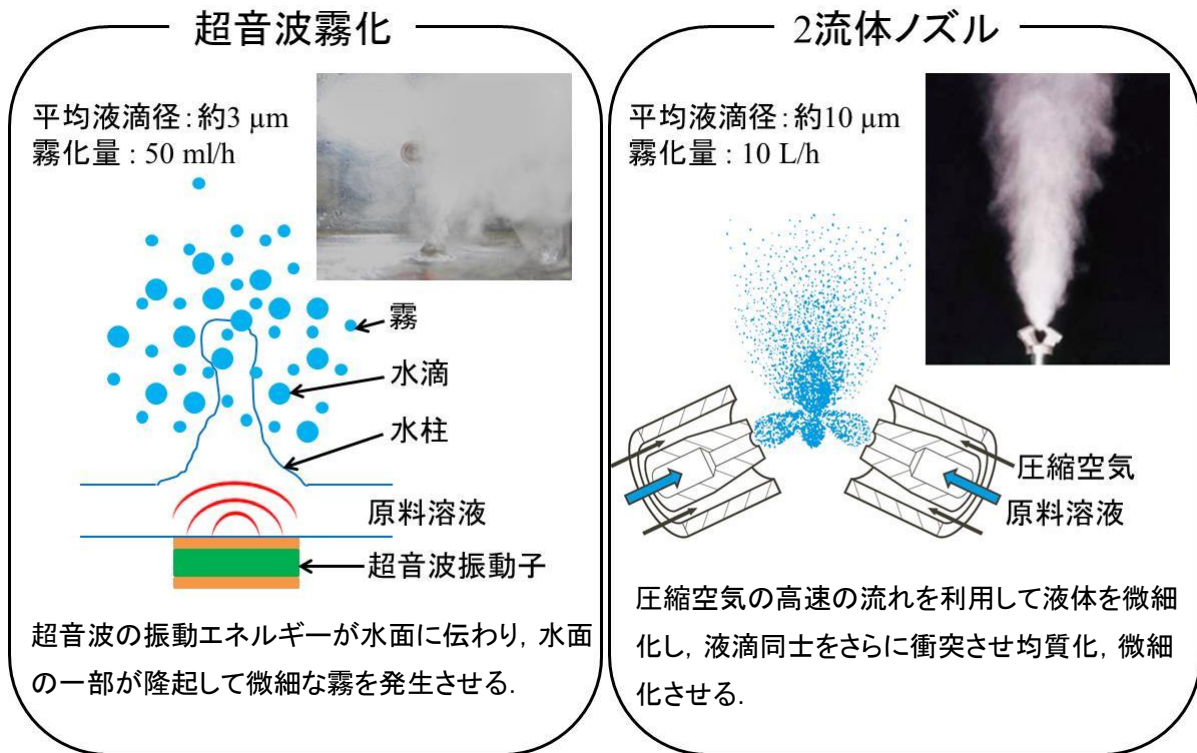 超音波霧化
平均液滴径：約3 μm
霧化量：50 ml/h
霧
水滴
水柱
原料溶液
超音波振動子
超音波の振動エネルギーが水面に伝わり, 水面
の一部が隆起して微細な霧を発生させる.
2流体ノズル
平均液滴径：約10 μm
霧化量：10 L/h
圧縮空気
原料溶液
圧縮空気の高速の流れを利用して液体を微細
化し, 液滴同士をさらに衝突させ均質化, 微細
化させる.